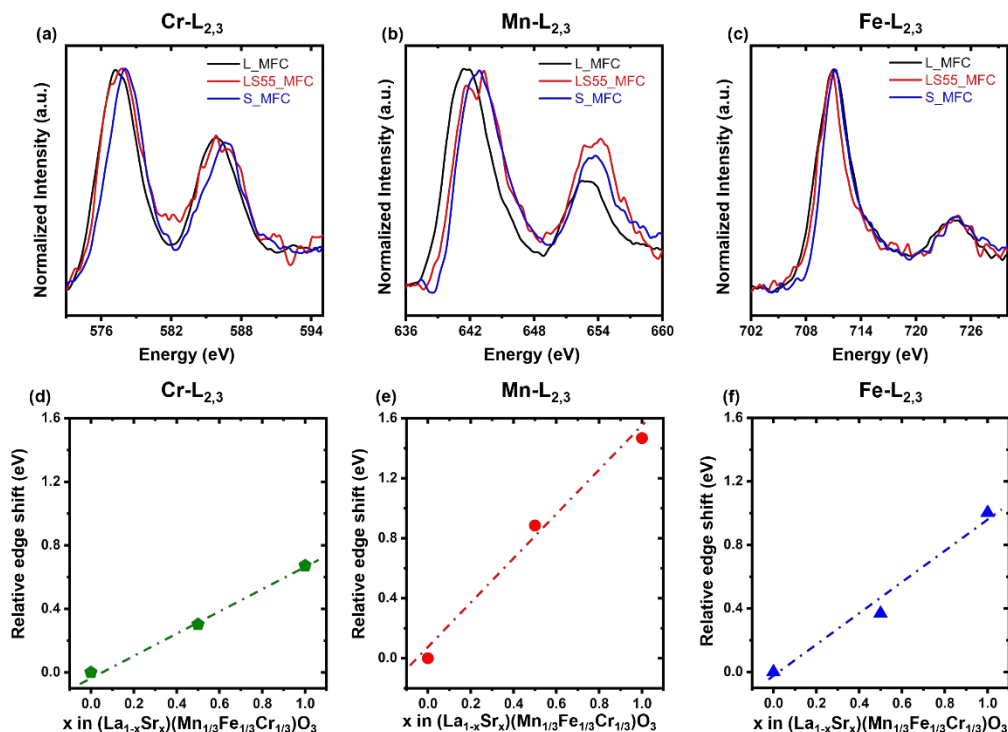 Cr-L2,3
(a)
L_MFC
LS55_MFC
S_MFC
Normalized Intensity (a.u.)
576 582 588 594
Energy (eV)
Mn-L2,3
(b)
L_MFC
LS55_MFC
S_MFC
Normalized Intensity (a.u.)
636 642 648 654 660
Energy (eV)
Fe-L2,3
(c)
L_MFC
LS55_MFC
S_MFC
Normalized Intensity (a.u.)
702 708 714 720 726
Energy (eV)
Cr-L2,3
(d)
Relative edge shift (eV)
1.6
1.2
0.8
0.4
0.0
0.0 0.2 0.4 0.6 0.8 1.0
x in (La1-xSrx)(Mn1/3Fe1/3Cr1/3)O3
Mn-L2,3
(e)
Relative edge shift (eV)
1.6
1.2
0.8
0.4
0.0
0.0 0.2 0.4 0.6 0.8 1.0
x in (La1-xSrx)(Mn1/3Fe1/3Cr1/3)O3
Fe-L2,3
(f)
Relative edge shift (eV)
1.6
1.2
0.8
0.4
0.0
0.0 0.2 0.4 0.6 0.8 1.0
x in (La1-xSrx)(Mn1/3Fe1/3Cr1/3)O3